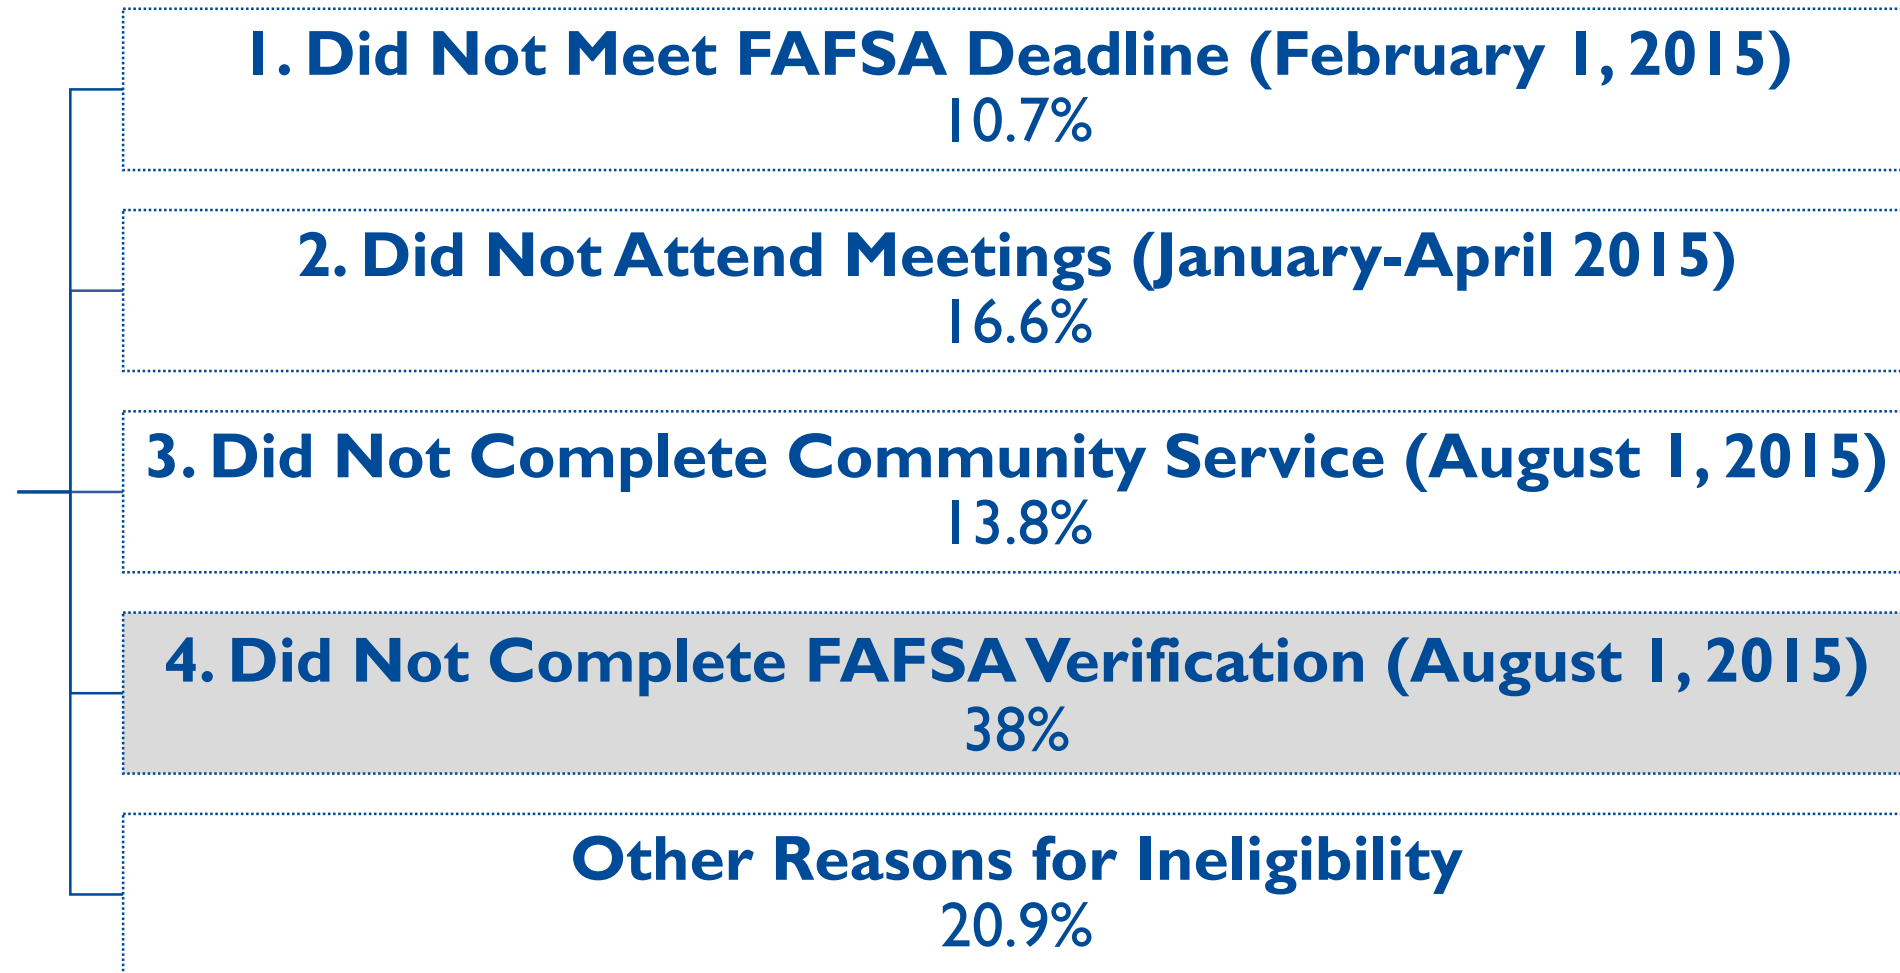 1. Did Not Meet FAFSA Deadline (February 1, 2015)
10.7%
2. Did Not Attend Meetings (January-April 2015)
16.6%
3. Did Not Complete Community Service (August 1, 2015)
13.8%
4. Did Not Complete FAFSA Verification (August 1, 2015)
38%
Other Reasons for Ineligibility
20.9%